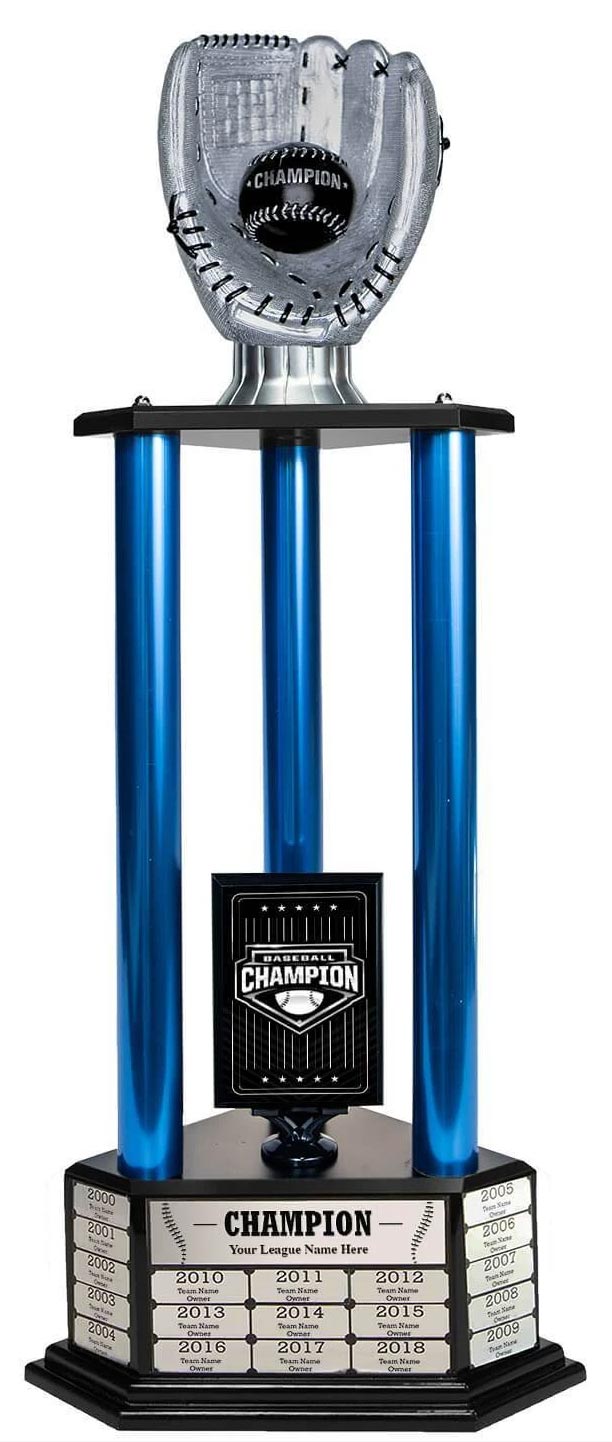 CHAMPION
BASEBALL
CHAMPION
2000
Team Name
Owner
2001
Team Name
Owner
2002
Team Name
Owner
2003
Team Name
Owner
2004
Team Name
Owner
CHAMPION
Your League Name Here
2010 2011 2012
Team Name Team Name Team Name
Owner Owner Owner
2013 2014 2015
Team Name Team Name Team Name
Owner Owner Owner
2016 2017 2018
Team Name Team Name Team Name
Owner Owner Owner
2005
Team Name
Owner
2006
Team Name
Owner
2007
Team Name
Owner
2008
Team Name
Owner
2009
Team Name
Owner